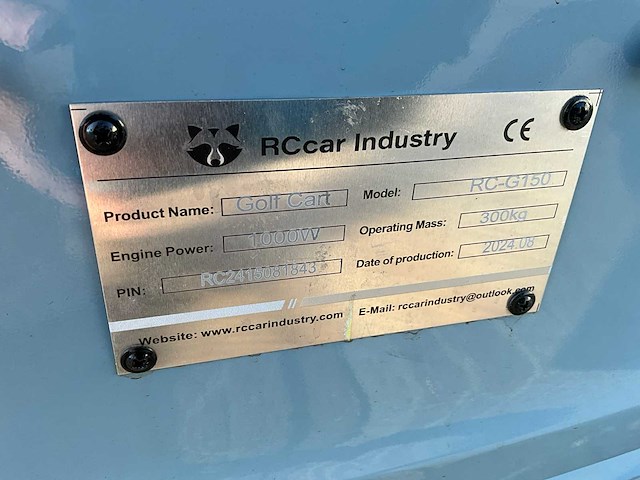 RCcar Industry CE
Product Name: Golf Cart Model: RC-G150
Engine Power: 1000W Operating Mass: 300kg
PIN: RC2415081843 Date of production: 2024.08
Website: www.rccarindustry.com E-Mail: rccarindustry@outlook.com